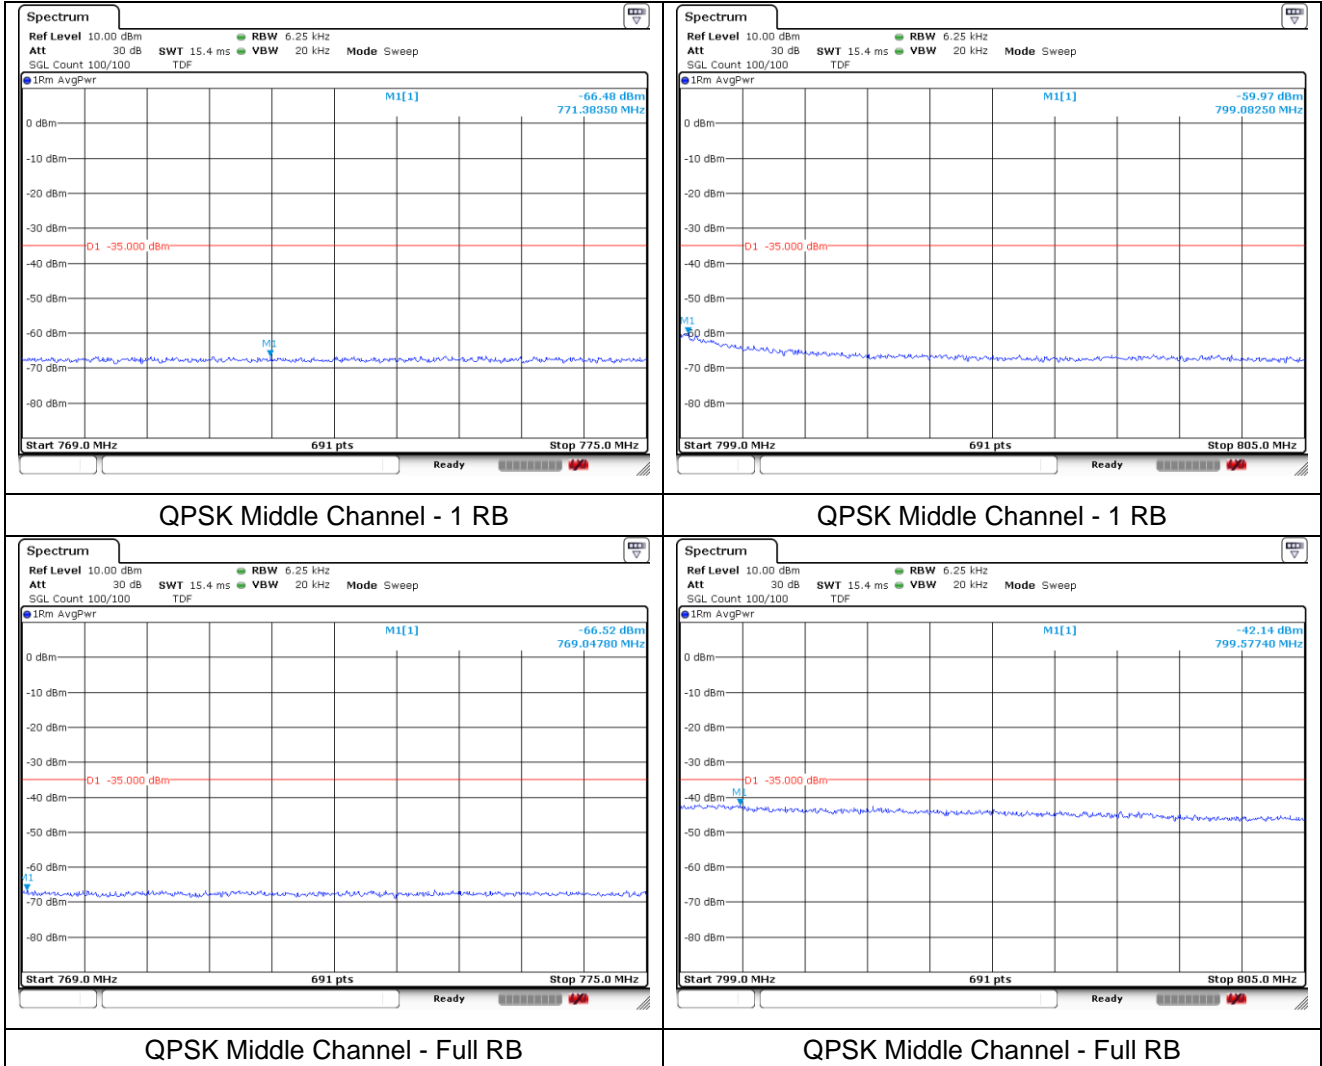 Spectrum
Ref Level 10.00 dBm RBW 6.25 kHz
Att 30 dB SWT 15.4 ms VBW 20 kHz Mode Sweep
SGL Count 100/100 TDF
1Rm AvgPwr
M1[1] -66.48 dBm
771.38350 MHz
0 dBm
-10 dBm
-20 dBm
-30 dBm
D1 -35.000 dBm
-40 dBm
-50 dBm
-60 dBm
M1
-70 dBm
-80 dBm
Start 769.0 MHz 691 pts Stop 775.0 MHz
Ready
QPSK Middle Channel - 1 RB
Spectrum
Ref Level 10.00 dBm RBW 6.25 kHz
Att 30 dB SWT 15.4 ms VBW 20 kHz Mode Sweep
SGL Count 100/100 TDF
1Rm AvgPwr
M1[1] -59.97 dBm
799.08250 MHz
0 dBm
-10 dBm
-20 dBm
-30 dBm
D1 -35.000 dBm
-40 dBm
-50 dBm
M1
-60 dBm
-70 dBm
-80 dBm
Start 799.0 MHz 691 pts Stop 805.0 MHz
Ready
QPSK Middle Channel - 1 RB
Spectrum
Ref Level 10.00 dBm RBW 6.25 kHz
Att 30 dB SWT 15.4 ms VBW 20 kHz Mode Sweep
SGL Count 100/100 TDF
1Rm AvgPwr
M1[1] -66.52 dBm
769.04780 MHz
0 dBm
-10 dBm
-20 dBm
-30 dBm
D1 -35.000 dBm
-40 dBm
-50 dBm
-60 dBm
M1
-70 dBm
-80 dBm
Start 769.0 MHz 691 pts Stop 775.0 MHz
Ready
QPSK Middle Channel - Full RB
Spectrum
Ref Level 10.00 dBm RBW 6.25 kHz
Att 30 dB SWT 15.4 ms VBW 20 kHz Mode Sweep
SGL Count 100/100 TDF
1Rm AvgPwr
M1[1] -42.14 dBm
799.57740 MHz
0 dBm
-10 dBm
-20 dBm
-30 dBm
D1 -35.000 dBm
M1
-40 dBm
-50 dBm
-60 dBm
-70 dBm
-80 dBm
Start 799.0 MHz 691 pts Stop 805.0 MHz
Ready
QPSK Middle Channel - Full RB